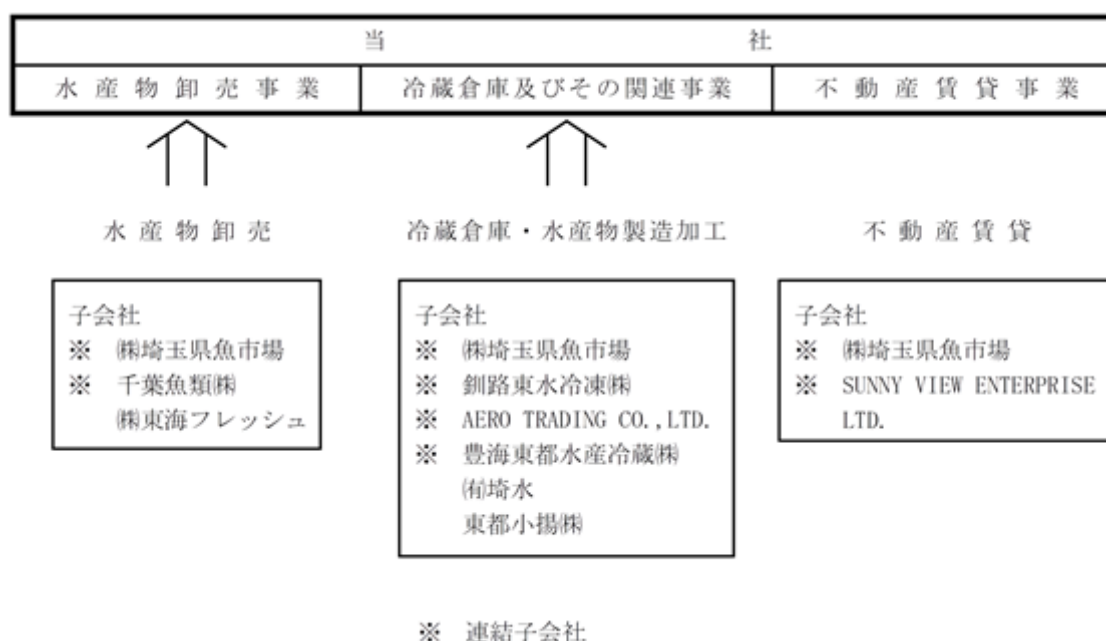 当社
水産物卸売事業 冷蔵倉庫及びその関連事業 不動産賃貸事業
水産物卸売
子会社
※ ㈱埼玉県魚市場
※ 千葉魚類㈱
㈱東海フレッシュ
冷蔵倉庫・水産物製造加工
子会社
※ ㈱埼玉県魚市場
※ 釧路東水冷凍㈱
※ AERO TRADING CO.,LTD.
※ 豊海東都水産冷蔵㈱
㈲埼水
東都小揚㈱
不動産賃貸
子会社
※ ㈱埼玉県魚市場
※ SUNNY VIEW ENTERPRISE
LTD.
※ 連結子会社